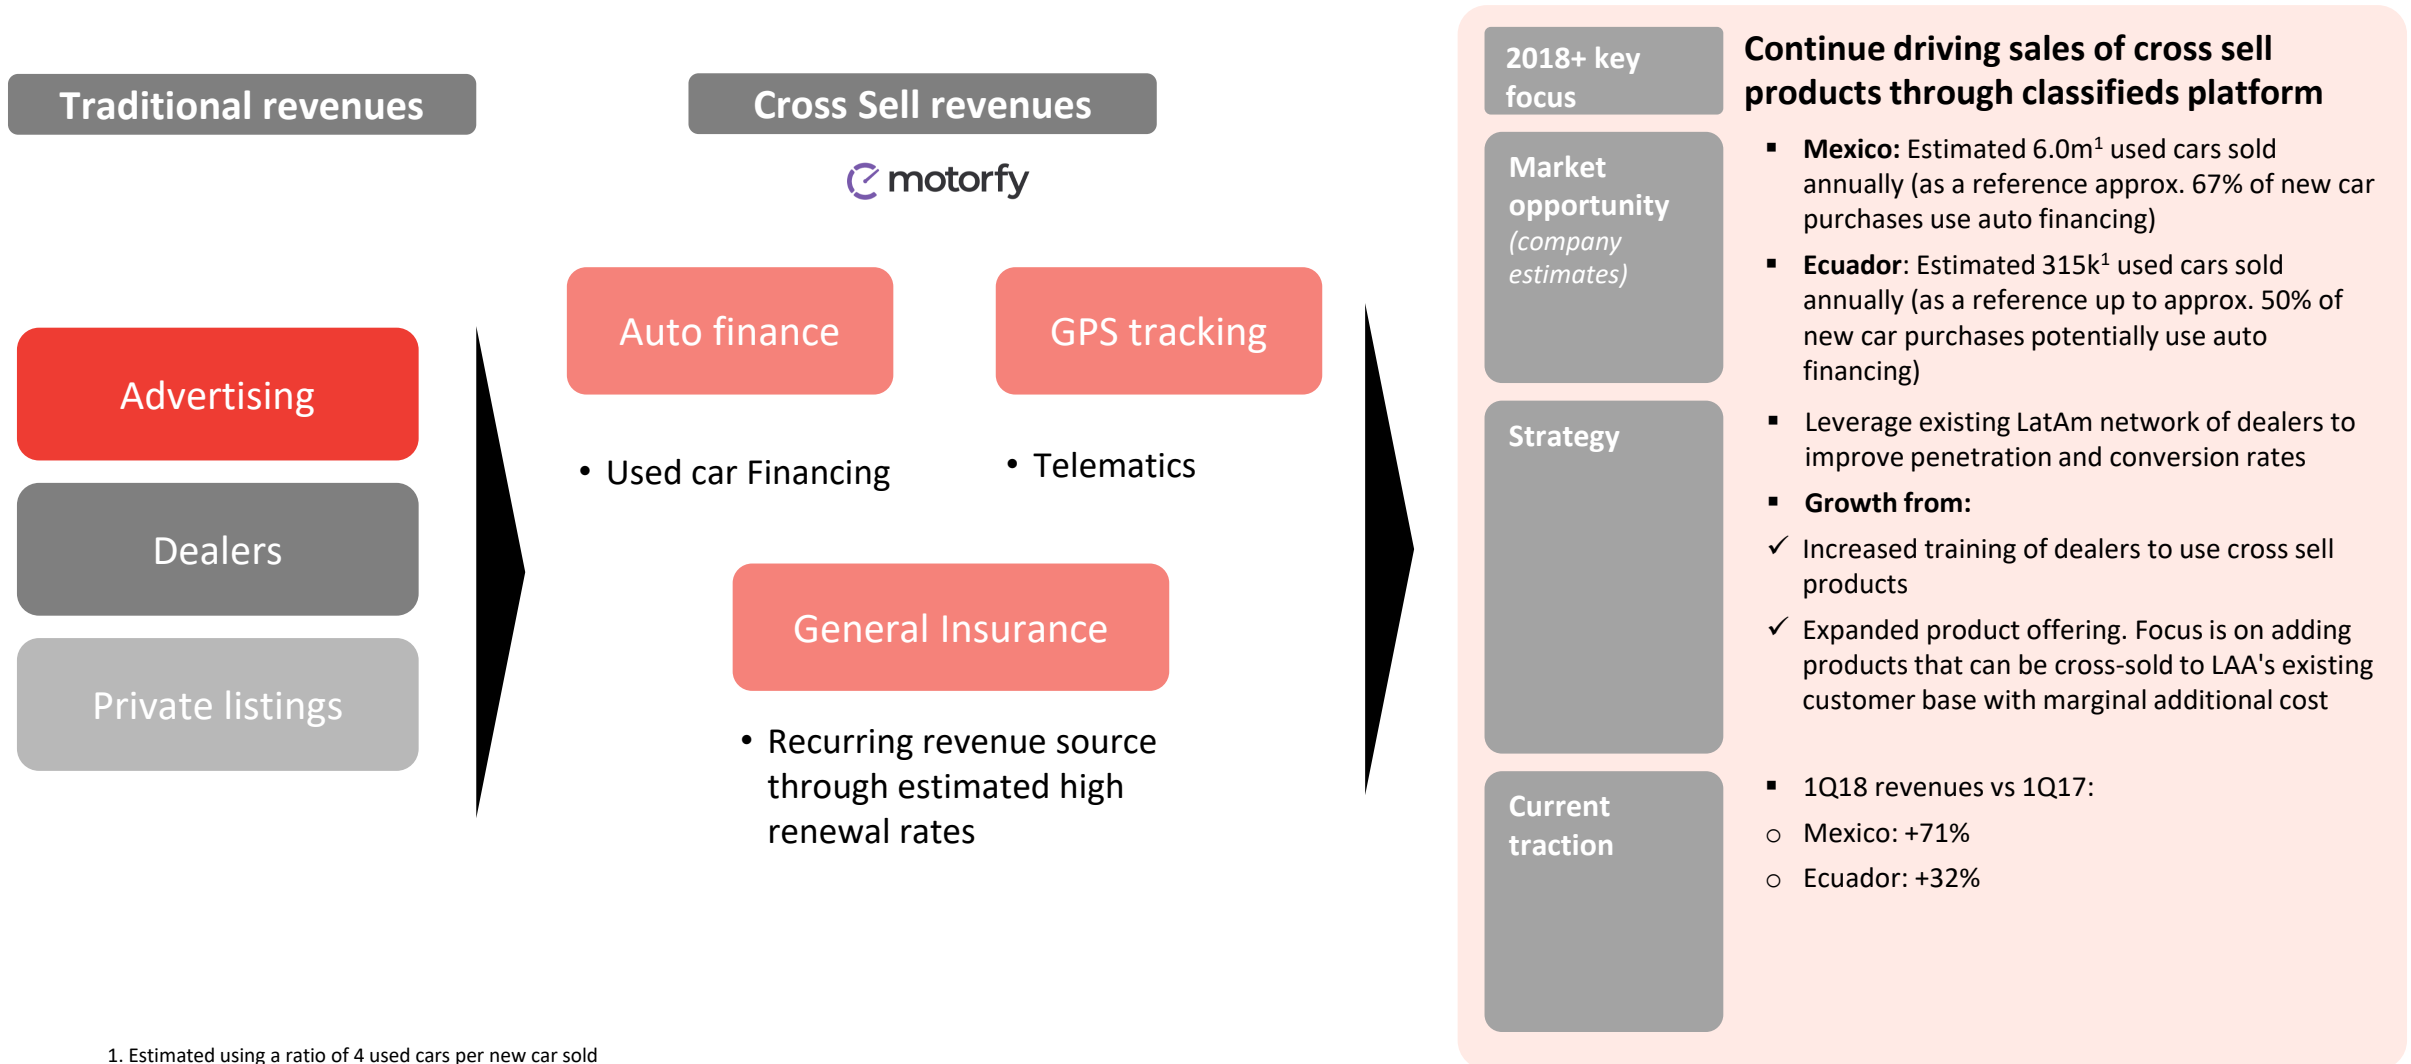 Traditional revenues
Advertising
Dealers
Private listings
Cross Sell revenues
motorfy
Auto finance
• Used car Financing
GPS tracking
• Telematics
General Insurance
• Recurring revenue source
through estimated high
renewal rates
2018+ key
focus
Continue driving sales of cross sell
products through classifieds platform
Market
opportunity
(company
estimates)
▪ Mexico: Estimated 6.0m¹ used cars sold
annually (as a reference approx. 67% of new car
purchases use auto financing)
▪ Ecuador: Estimated 315k¹ used cars sold
annually (as a reference up to approx. 50% of
new car purchases potentially use auto
financing)
Strategy
▪ Leverage existing LatAm network of dealers to
improve penetration and conversion rates
▪ Growth from:
✓ Increased training of dealers to use cross sell
products
✓ Expanded product offering. Focus is on adding
products that can be cross-sold to LAA's existing
customer base with marginal additional cost
Current
traction
▪ 1Q18 revenues vs 1Q17:
o Mexico: +71%
o Ecuador: +32%
1. Estimated using a ratio of 4 used cars per new car sold